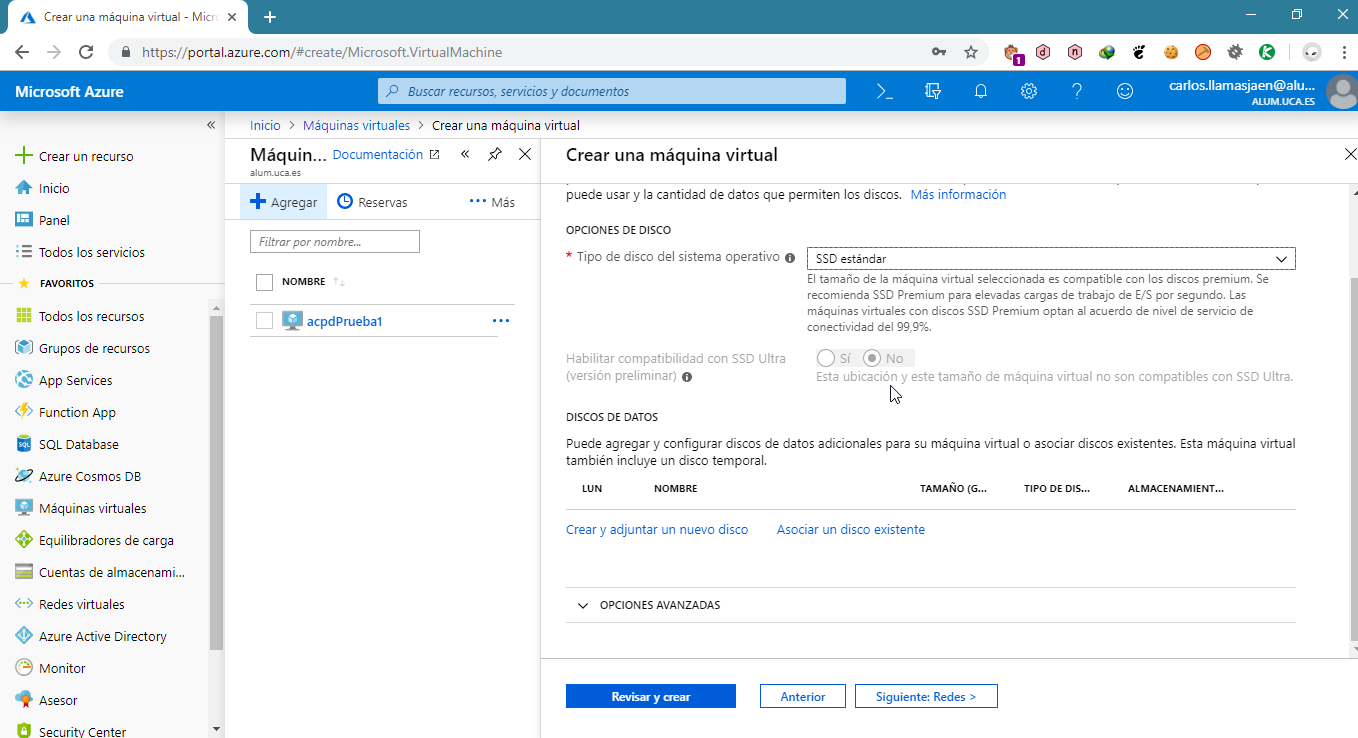 Crear una máquina virtual - Micro
https://portal.azure.com/#create/Microsoft.VirtualMachine
1
Microsoft Azure
Buscar recursos, servicios y documentos
carlos.llamasjaen@alu...
ALUM.UCA.ES
Crear un recurso
Inicio
Panel
Todos los servicios
FAVORITOS
Todos los recursos
Grupos de recursos
App Services
Function App
SQL Database
Azure Cosmos DB
Máquinas virtuales
Equilibradores de carga
Cuentas de almacenami...
Redes virtuales
Azure Active Directory
Monitor
Asesor
Security Center
Inicio > Máquinas virtuales > Crear una máquina virtual
Máquin... Documentación
alum.uca.es
Agregar Reservas ··· Más
Filtrar por nombre...
NOMBRE
acpdPrueba1 ···
Crear una máquina virtual
puede usar y la cantidad de datos que permiten los discos. Más información
OPCIONES DE DISCO
* Tipo de disco del sistema operativo
SSD estándar
El tamaño de la máquina virtual seleccionada es compatible con los discos premium. Se
recomienda SSD Premium para elevadas cargas de trabajo de E/S por segundo. Las
máquinas virtuales con discos SSD Premium optan al acuerdo de nivel de servicio de
conectividad del 99,9%.
Habilitar compatibilidad con SSD Ultra
(versión preliminar)
Sí No
Esta ubicación y este tamaño de máquina virtual no son compatibles con SSD Ultra.
DISCOS DE DATOS
Puede agregar y configurar discos de datos adicionales para su máquina virtual o asociar discos existentes. Esta máquina virtual
también incluye un disco temporal.
LUN NOMBRE TAMAÑO (G... TIPO DE DIS... ALMACENAMIENT...
Crear y adjuntar un nuevo disco Asociar un disco existente
OPCIONES AVANZADAS
Revisar y crear Anterior Siguiente: Redes >